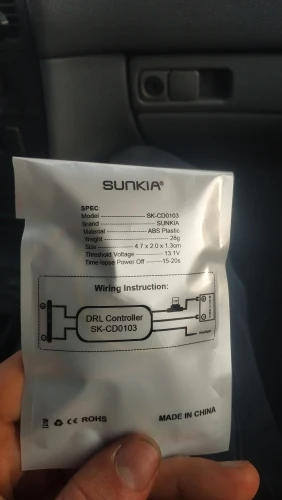 SUNKIA®
SPEC:
Model --- SK-CD0103
Brand --- SUNKIA
Material --- ABS Plastic
Weight --- 28g
Size --- 4.7 x 2.0 x 1.3cm
Threshold Voltage --- 13.1V
Time-lapse Power Off --- 15-20s
Wiring Instruction:
DRL Controller
SK-CD0103
CE ROHS
MADE IN CHINA